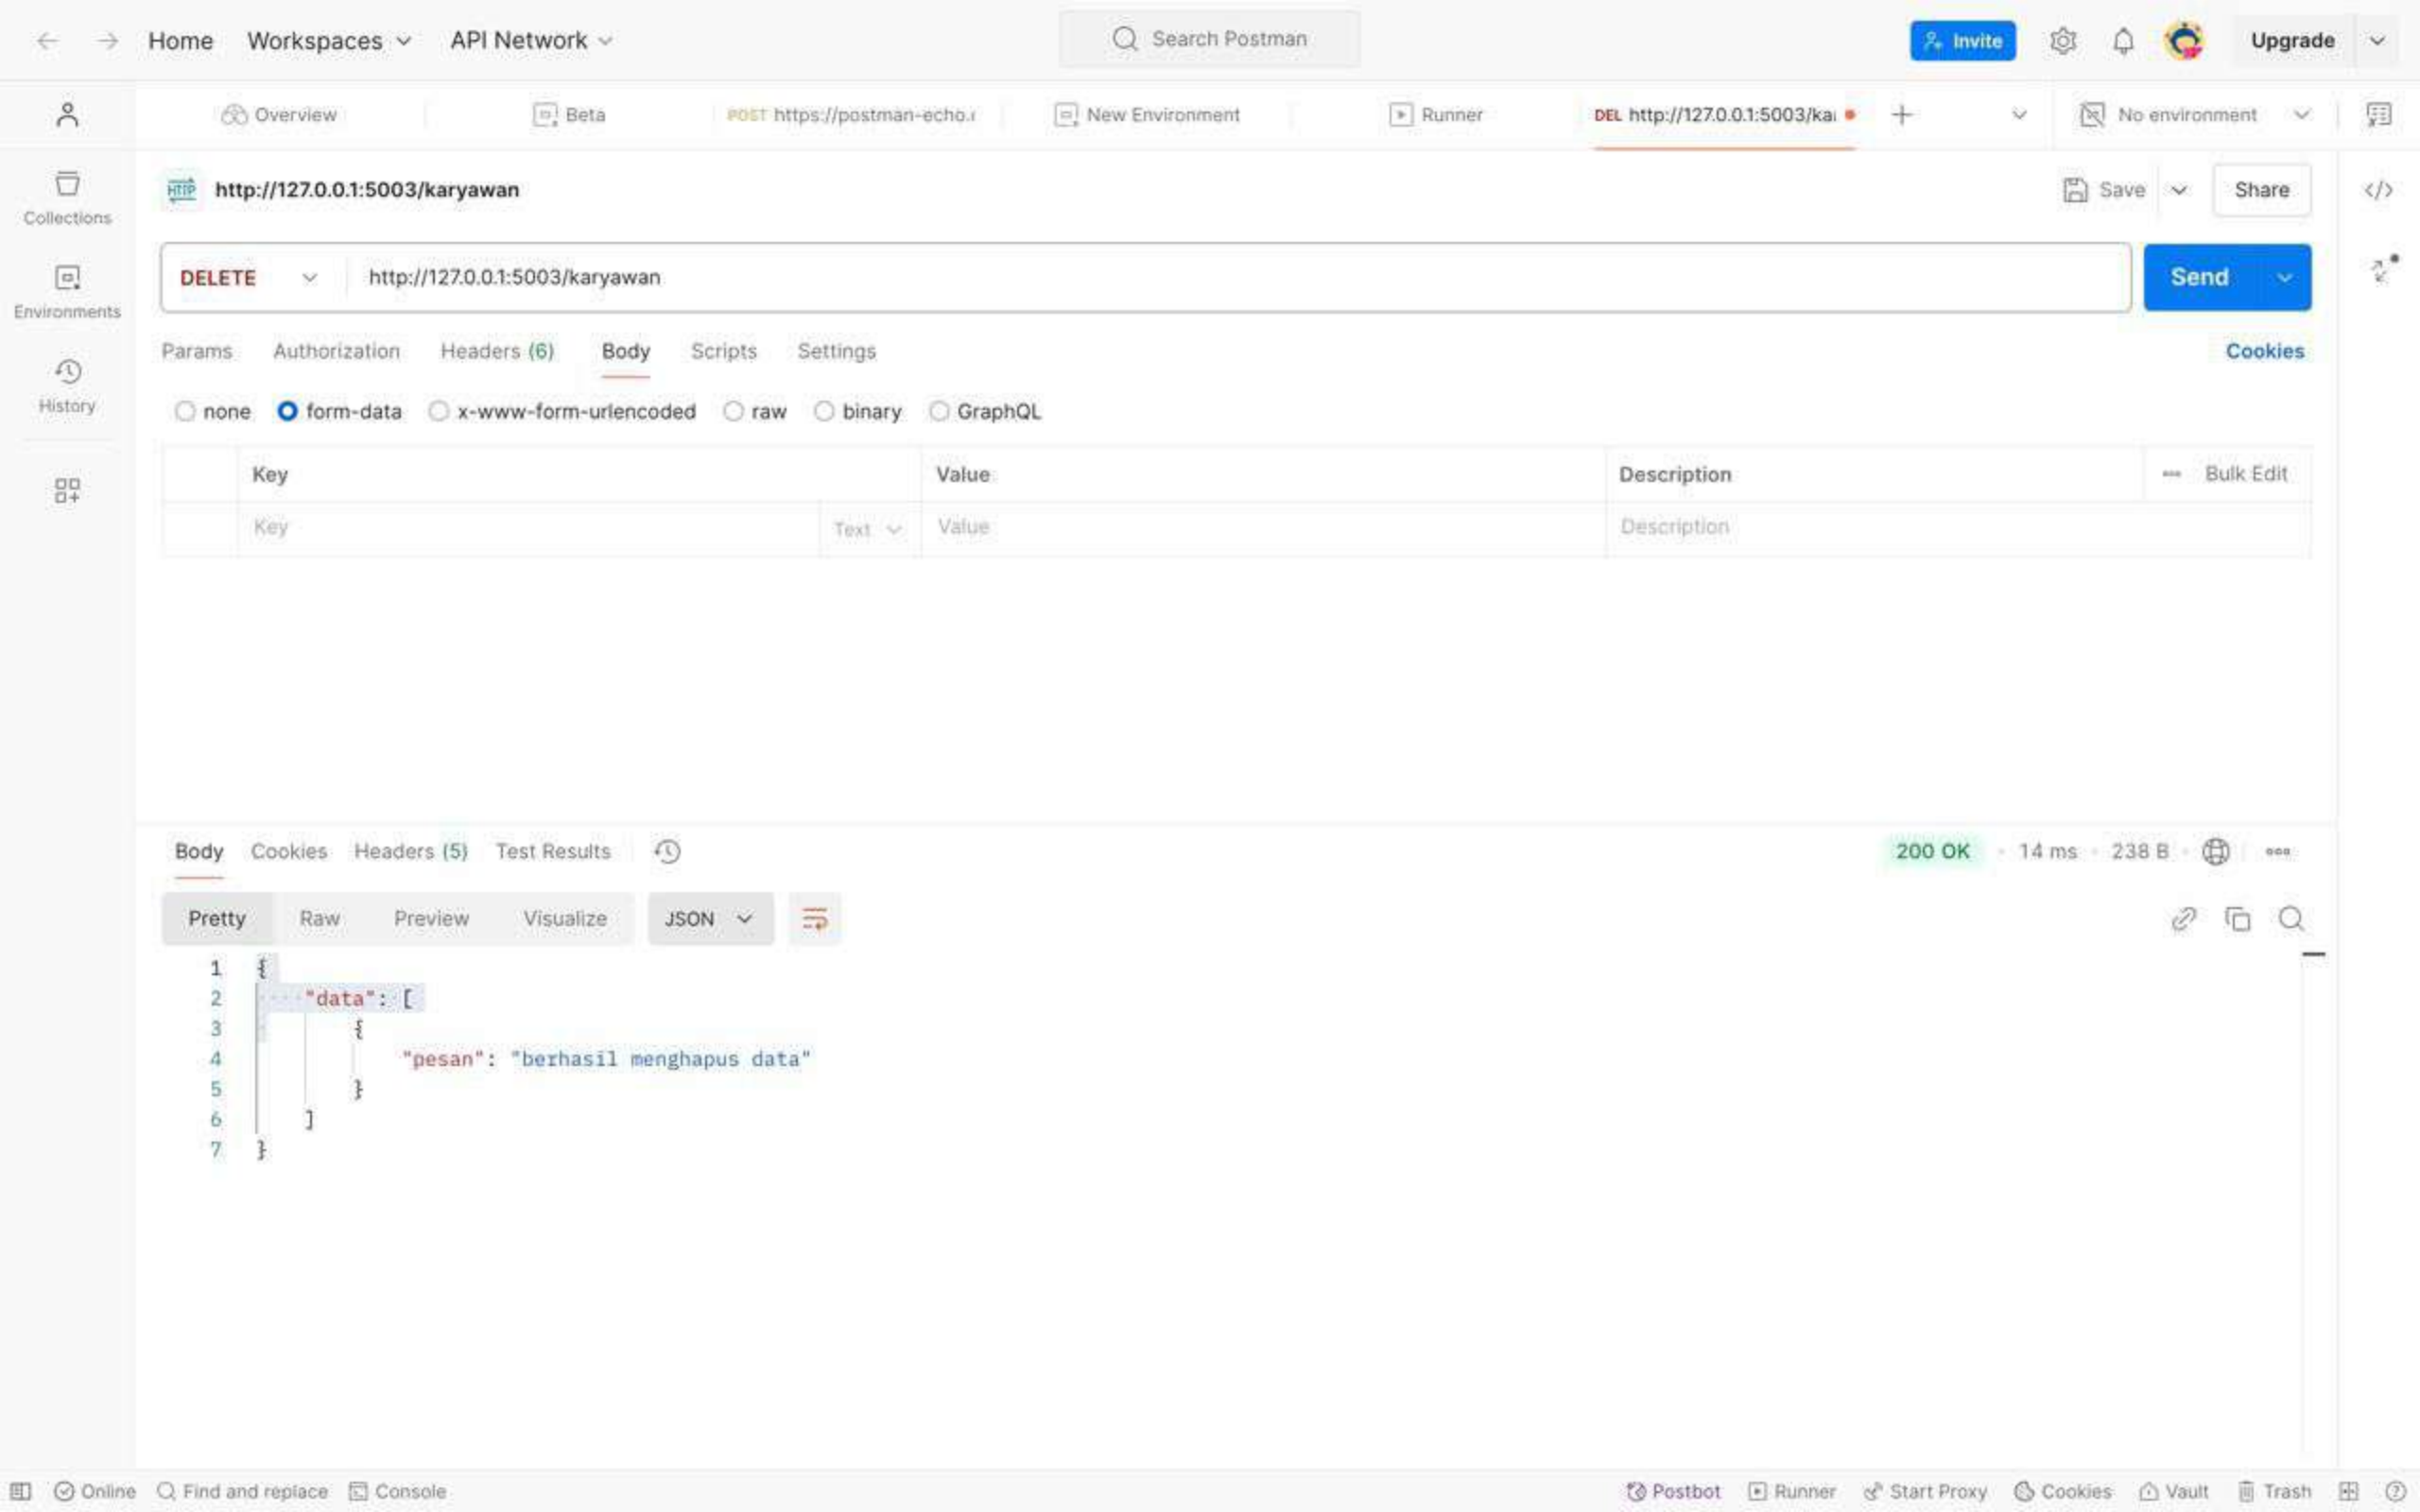 Home Workspaces API Network Search Postman Invite Upgrade
Overview Beta POST https://postman-echo. New Environment Runner DEL http://127.0.0.1:5003/ka No environment
HTTP http://127.0.0.1:5003/karyawan Save Share
Collections
DELETE http://127.0.0.1:5003/karyawan Send
Environments
Params Authorization Headers (6) Body Scripts Settings Cookies
History
none form-data x-www-form-urlencoded raw binary GraphQL
Key Value Description Bulk Edit
Key Text Value Description
Body Cookies Headers (5) Test Results 200 OK 14 ms 238 B
Pretty Raw Preview Visualize JSON
1 {
2 "data": [
3 {
4 "pesan": "berhasil menghapus data"
5 }
6 ]
7 }
Online Find and replace Console Postbot Runner Start Proxy Cookies Vault Trash